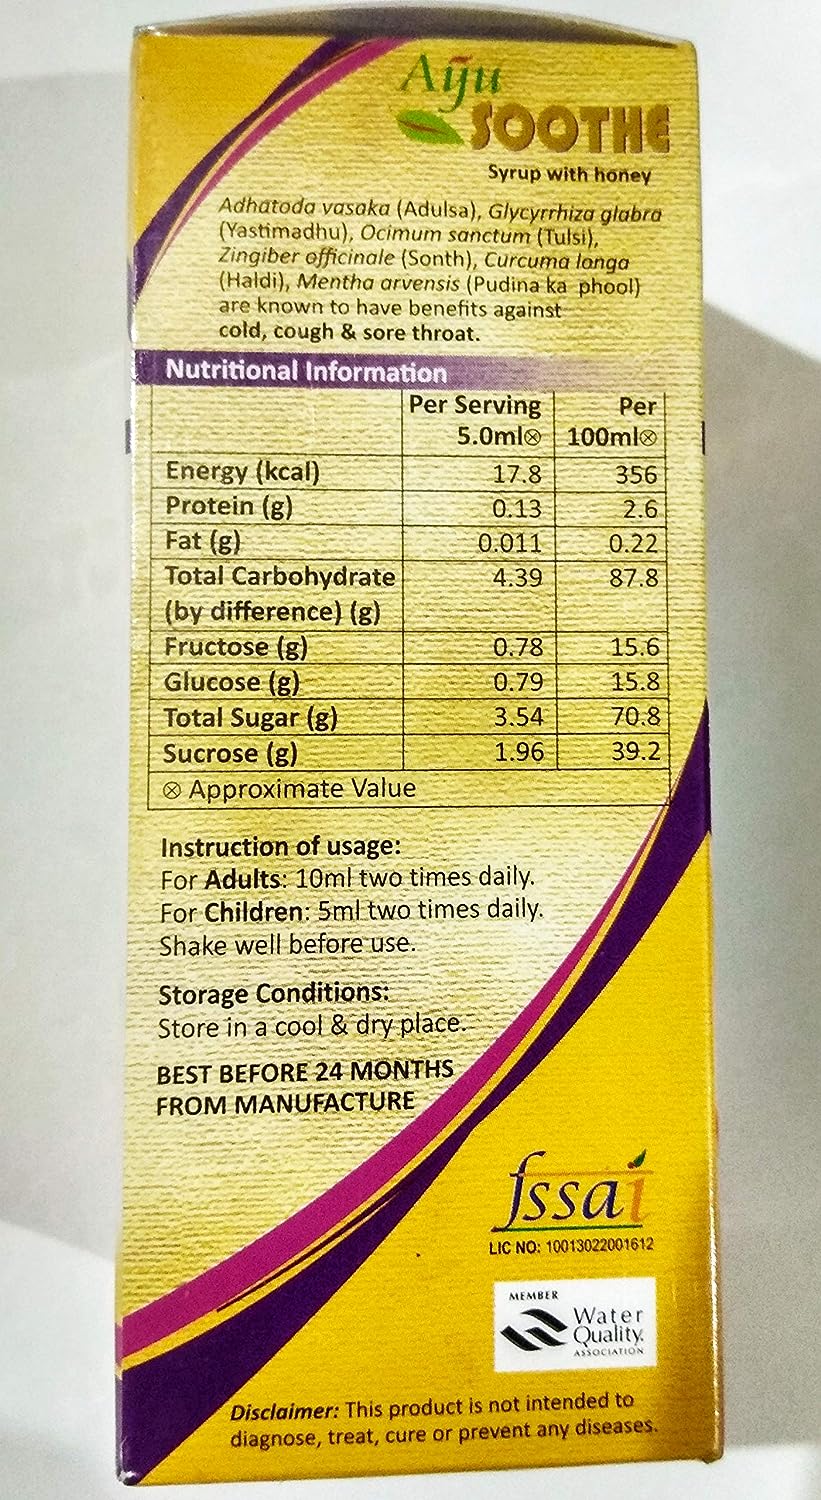 Ayu
SOOTHE
Syrup with honey
Adhatoda vasaka (Adulsa), Glycyrrhiza glabra
(Yastimadhu), Ocimum sanctum (Tulsi),
Zingiber officinale (Sonth), Curcuma longa
(Haldi), Mentha arvensis (Pudina ka phool)
are known to have benefits against
cold, cough & sore throat.
Nutritional Information
Per Serving 5.0ml⊗ Per 100ml⊗
Energy (kcal) 17.8 356
Protein (g) 0.13 2.6
Fat (g) 0.011 0.22
Total Carbohydrate 4.39 87.8
(by difference) (g)
Fructose (g) 0.78 15.6
Glucose (g) 0.79 15.8
Total Sugar (g) 3.54 70.8
Sucrose (g) 1.96 39.2
⊗ Approximate Value
Instruction of usage:
For Adults: 10ml two times daily.
For Children: 5ml two times daily.
Shake well before use.
Storage Conditions:
Store in a cool & dry place.
BEST BEFORE 24 MONTHS
FROM MANUFACTURE
fssai
LIC NO: 10013022001612
MEMBER
Water
Quality
ASSOCIATION
Disclaimer: This product is not intended to
diagnose, treat, cure or prevent any diseases.